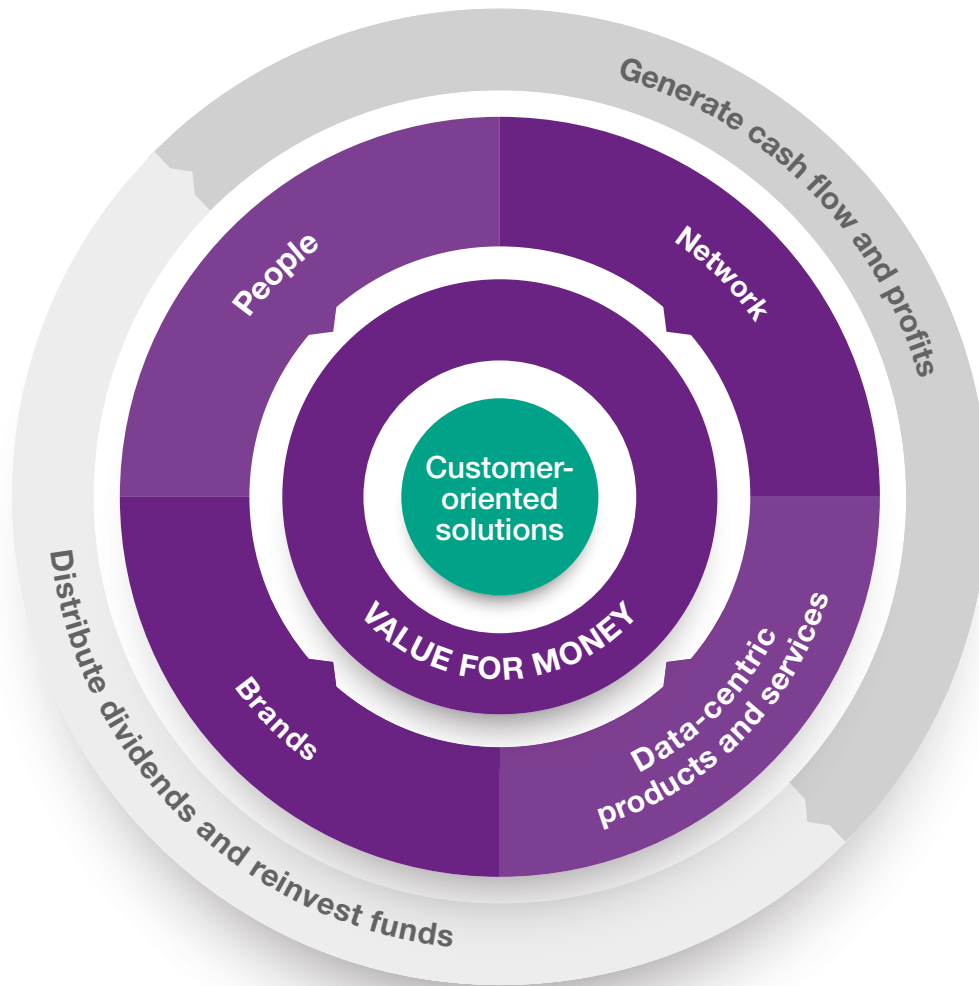 Generate cash flow and profits
People
Network
Customer-
oriented
solutions
VALUE FOR MONEY
Brands
Data-centric
products and services
Distribute dividends and reinvest funds